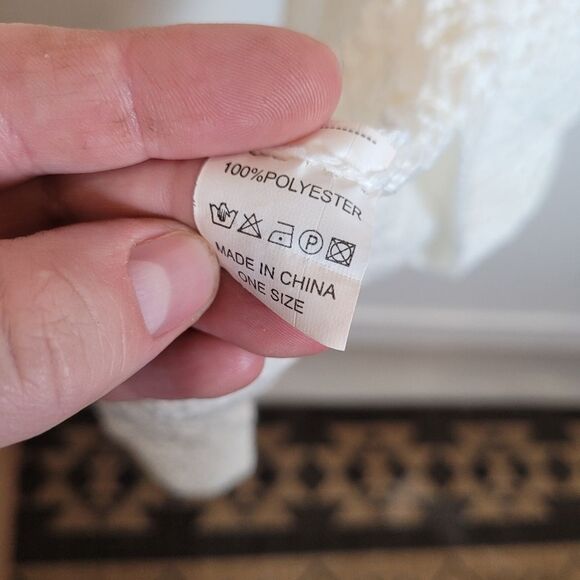 100%POLYESTER
P
MADE IN CHINA
ONE SIZE